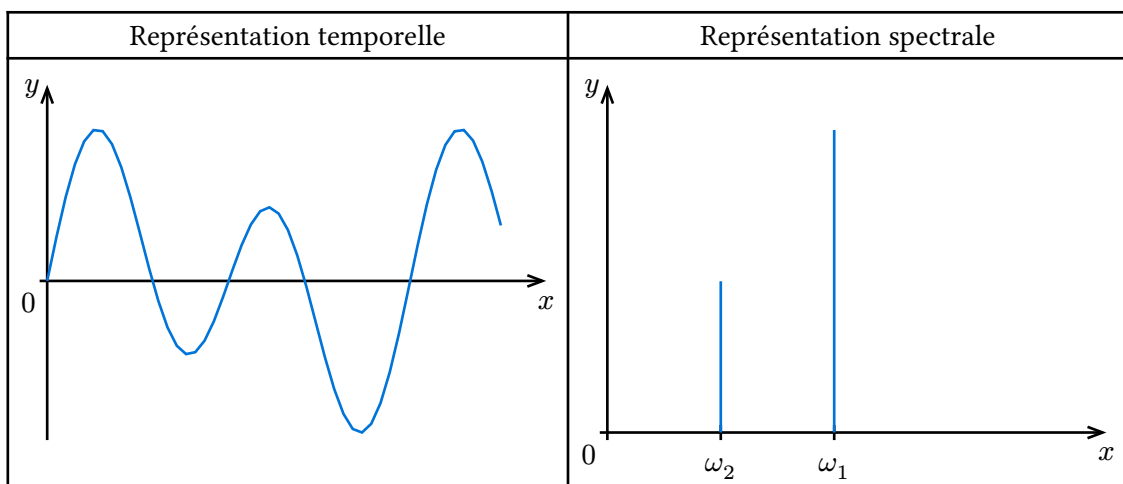 Représentation temporelle
Représentation spectrale
y
0
x
y
0
ω₂
ω₁
x